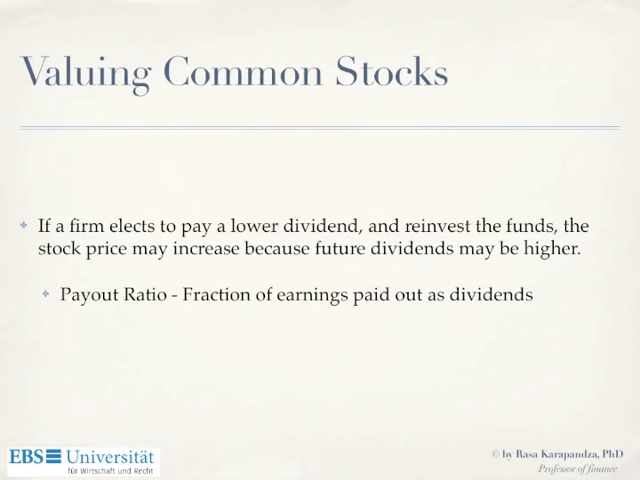 Valuing Common Stocks
If a firm elects to pay a lower dividend, and reinvest the funds, the
stock price may increase because future dividends may be higher.
Payout Ratio - Fraction of earnings paid out as dividends
EBS Universität
für Wirtschaft und Recht
© by Rasa Karapandza, PhD
Professor of finance